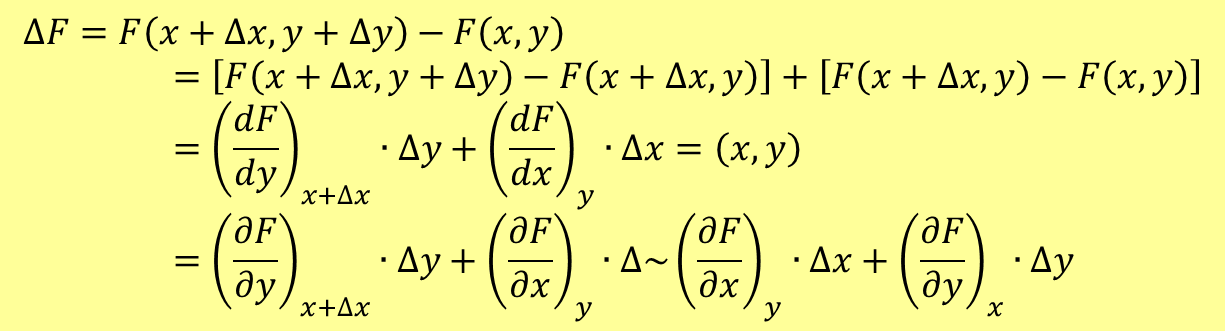 ΔF = F(x + Δx, y + Δy) − F(x, y)
= [F(x + Δx, y + Δy) − F(x + Δx, y)] + [F(x + Δx, y) − F(x, y)]
= (dF/dy)_{x+Δx} · Δy + (dF/dx)_y · Δx = (x, y)
= (∂F/∂y)_{x+Δx} · Δy + (∂F/∂x)_y · Δ~ (∂F/∂x)_y · Δx + (∂F/∂y)_x · Δy